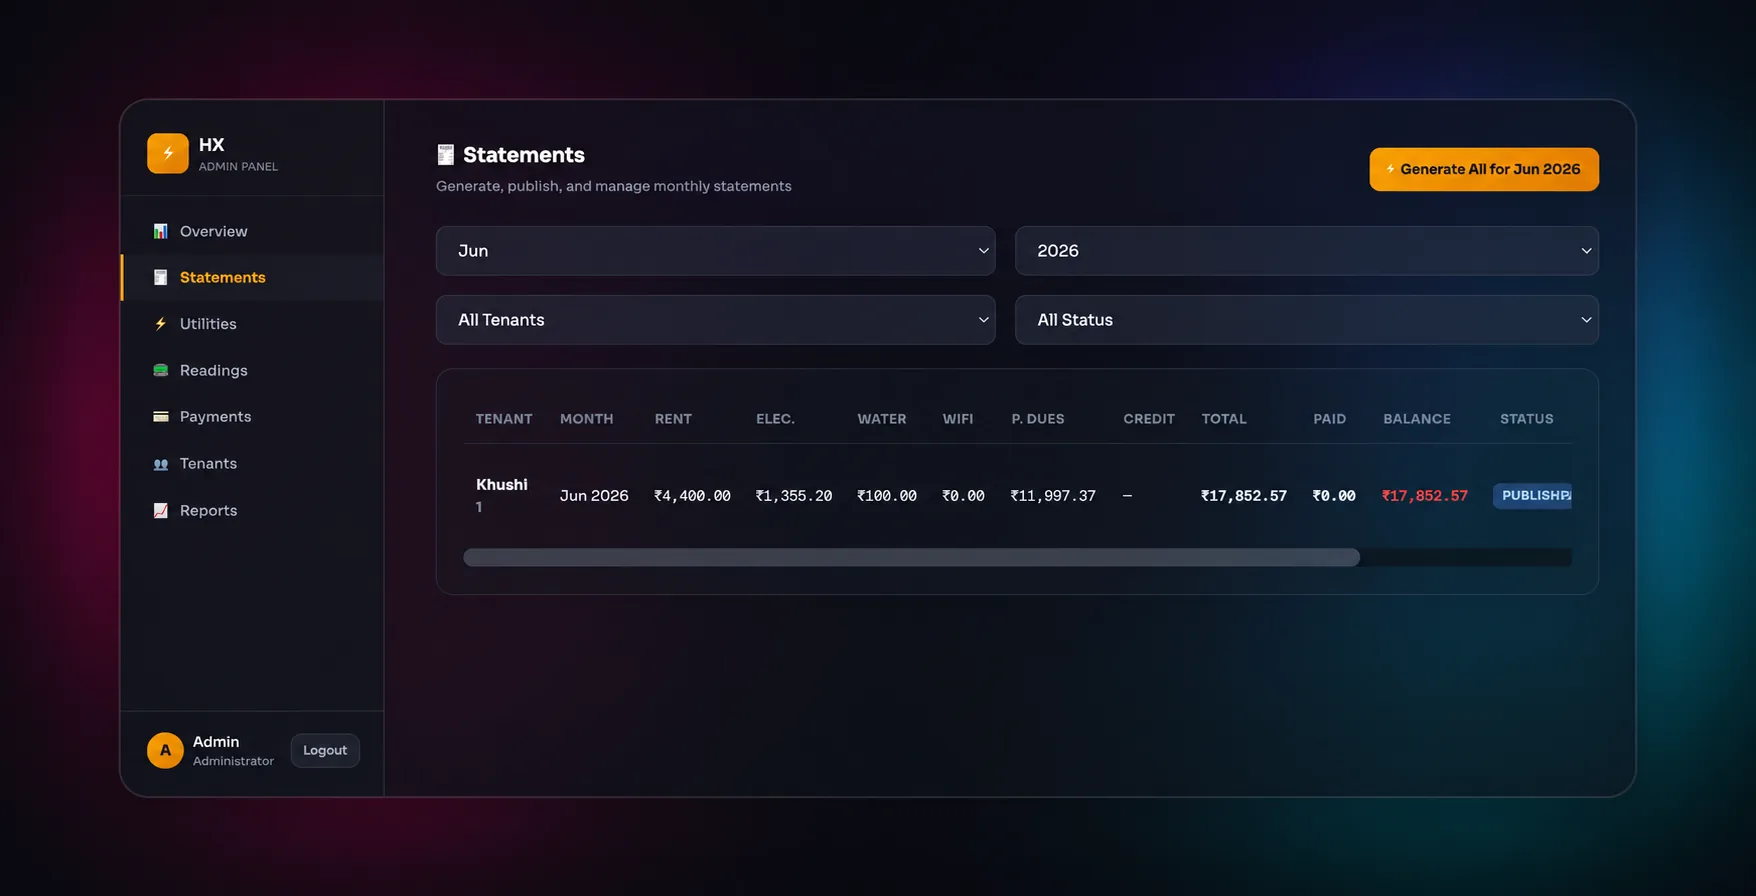 HX
ADMIN PANEL
Overview
Statements
Utilities
Readings
Payments
Tenants
Reports
A
Admin
Administrator
Logout
Statements
Generate, publish, and manage monthly statements
Generate All for Jun 2026
Jun
2026
All Tenants
All Status
TENANT MONTH RENT ELEC. WATER WIFI P. DUES CREDIT TOTAL PAID BALANCE STATUS
Khushi
1
Jun 2026 ₹4,400.00 ₹1,355.20 ₹100.00 ₹0.00 ₹11,997.37 — ₹17,852.57 ₹0.00 ₹17,852.57